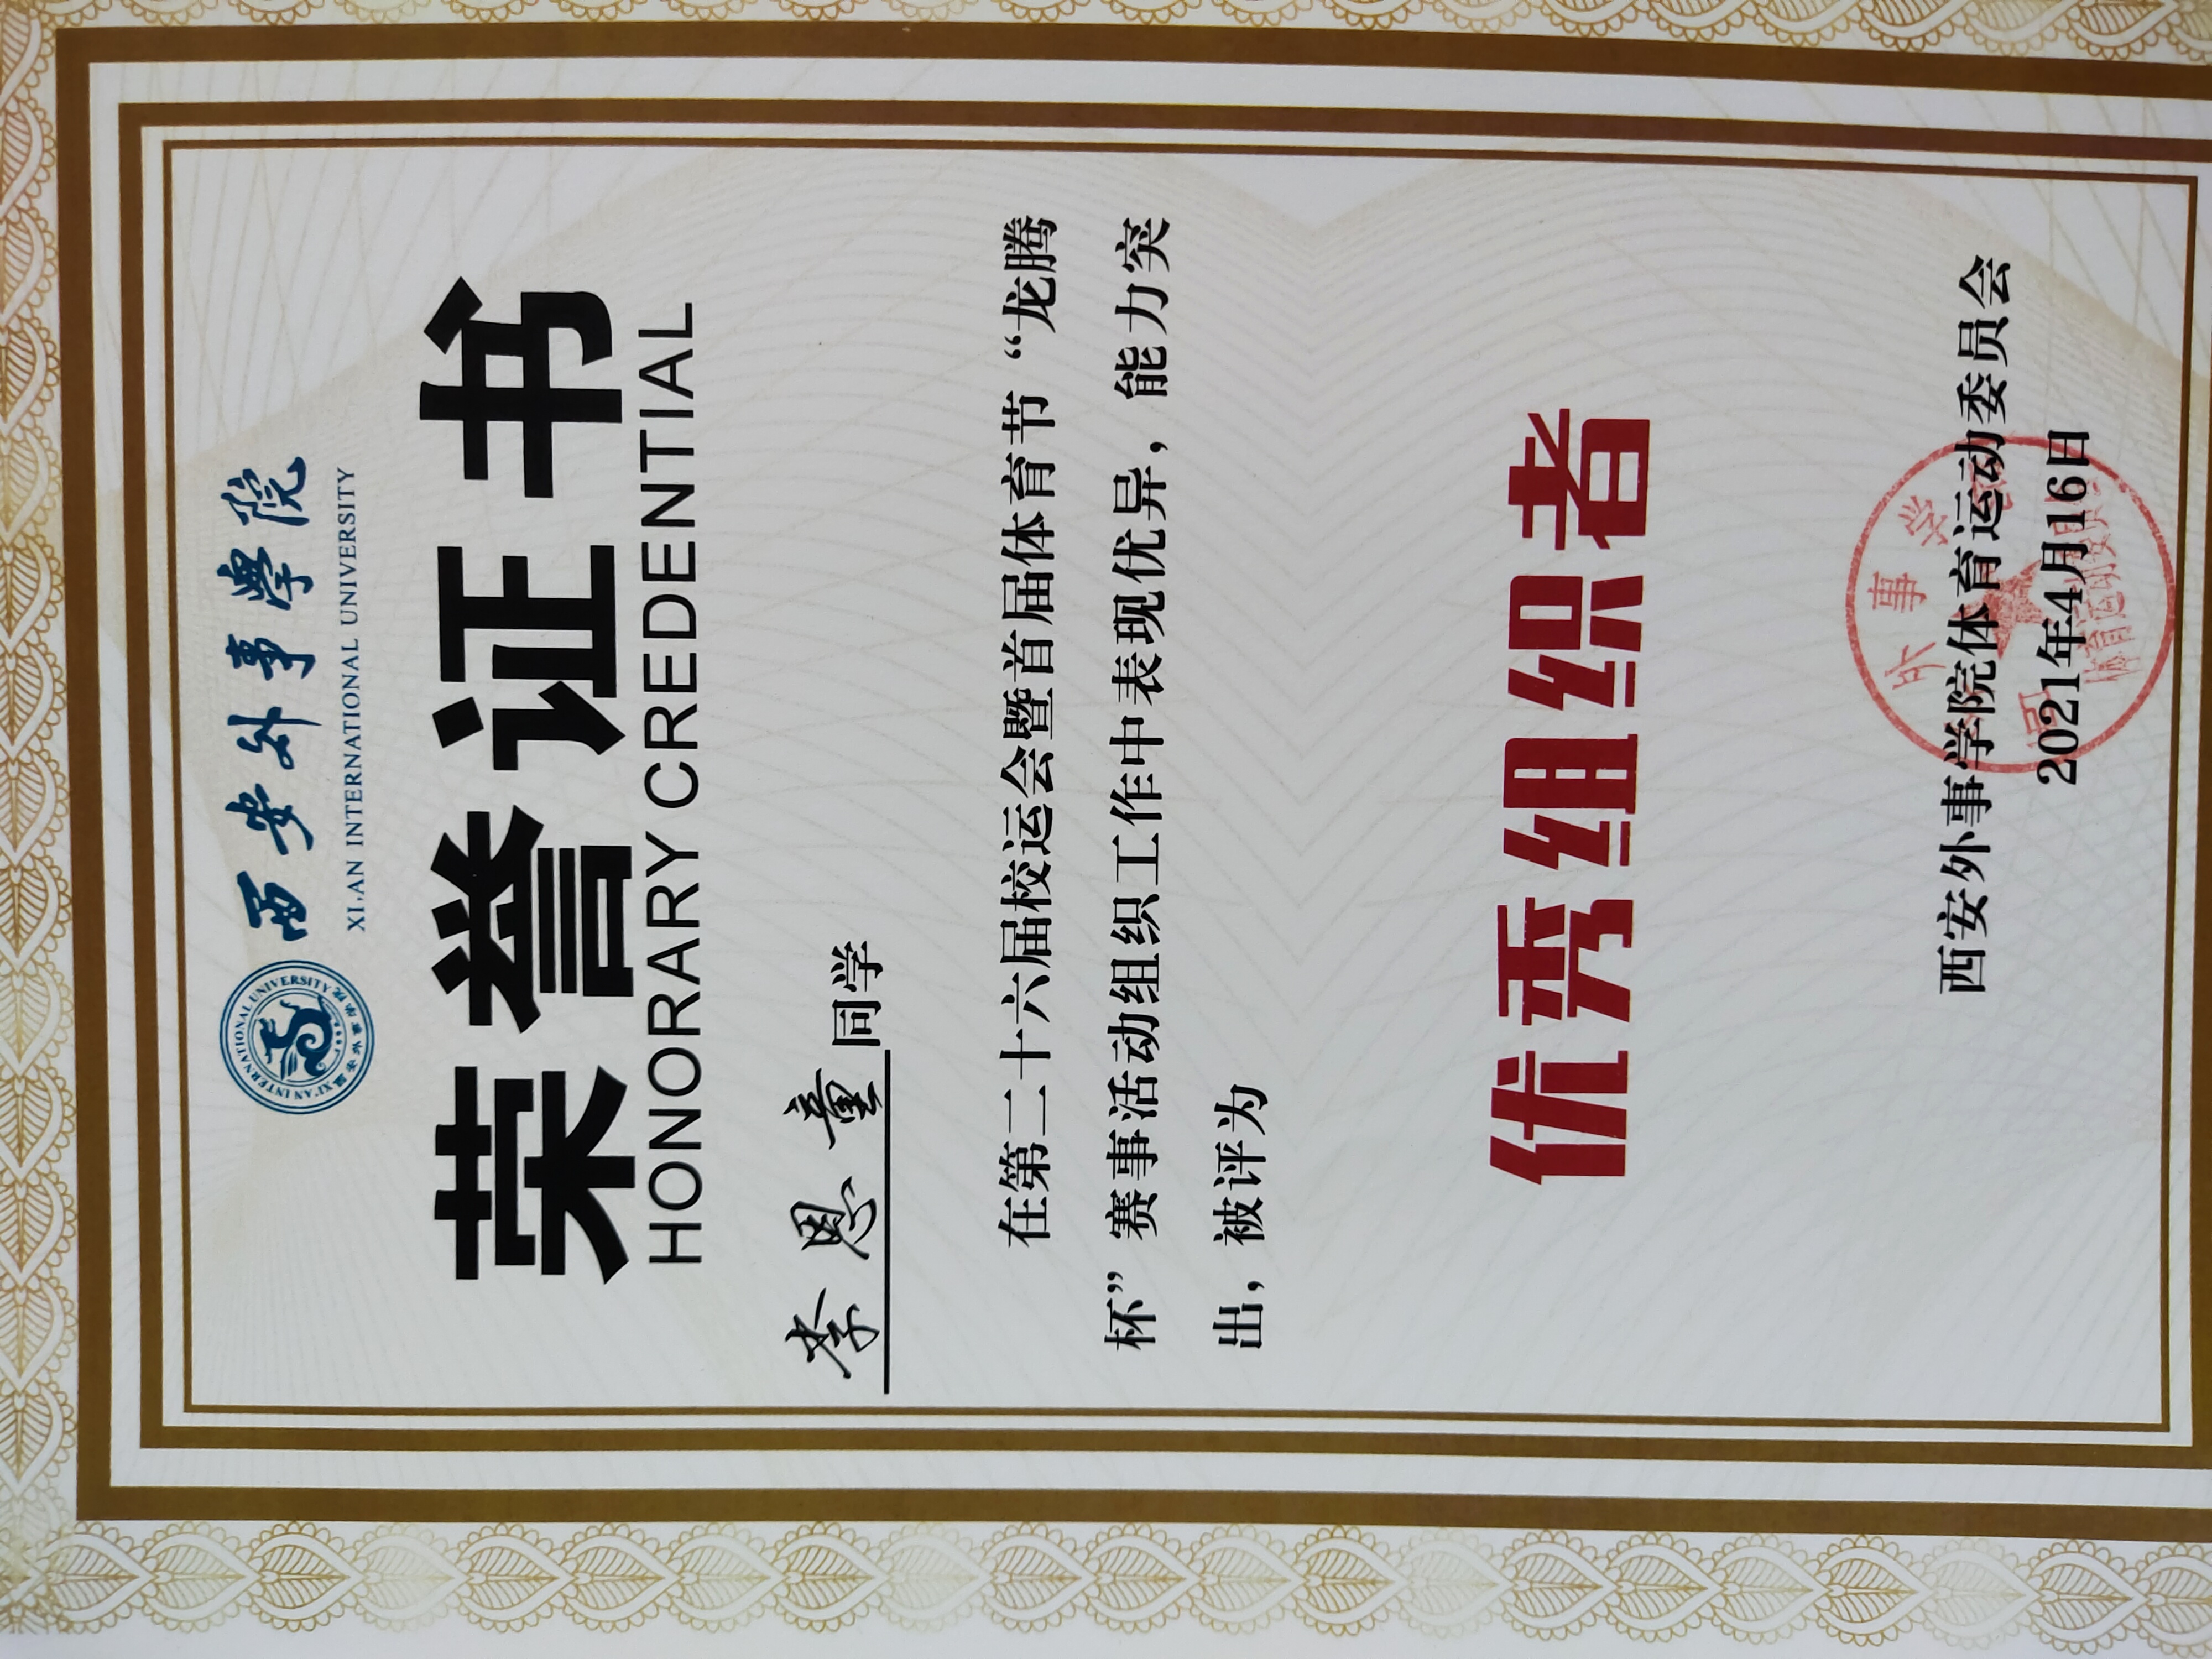 西安外事學院
XI'AN INTERNATIONAL UNIVERSITY
荣誉证书
HONORARY CREDENTIAL
李恩童同学
在第二十六届校运会暨首届体育节“龙腾
杯”赛事活动组织工作中表现优异，能力突
出，被评为
优秀组织者
西安外事学院体育运动委员会
2021年4月16日